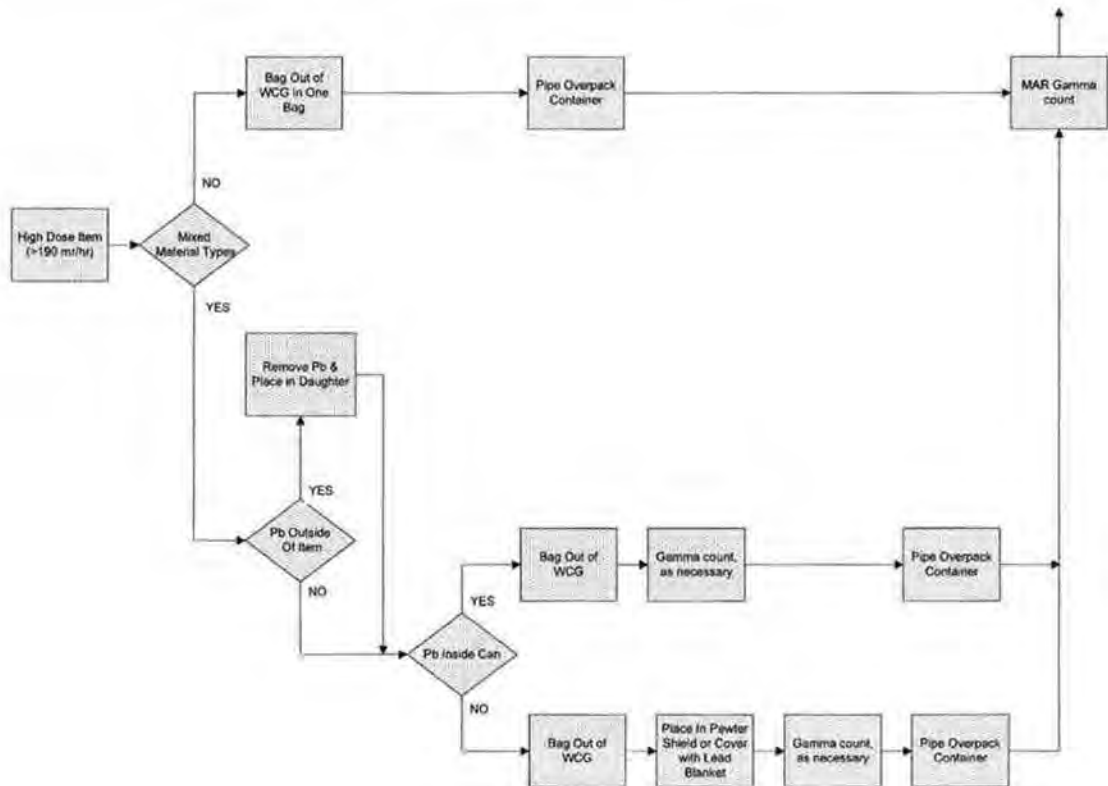 Bag Out of
WCG In One
Bag
Pipe Overpack
Container
MAR Gamma
count
NO
High Dose Item
(>190 mr/hr)
Mixed
Material Types
YES
Remove Pb &
Place in Daughter
YES
Pb Outside
Of Item
NO
Bag Out of
WCG
Gamma count,
as necessary
Pipe Overpack
Container
YES
Pb Inside Can
NO
Bag Out of
WCG
Place In Pewter
Shield or Cover
with Lead
Blanket
Gamma count,
as necessary
Pipe Overpack
Container